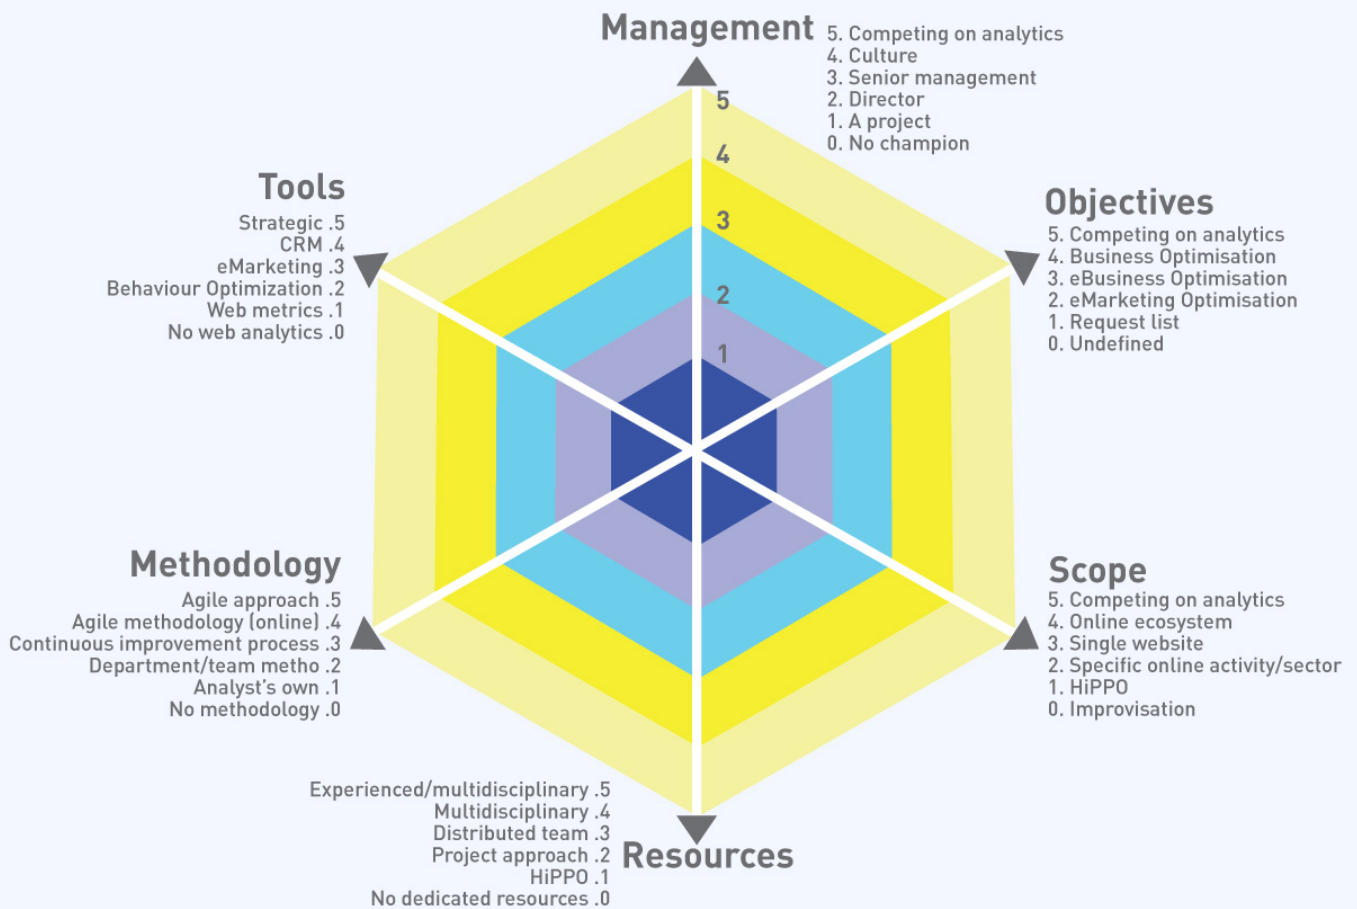 Management
5. Competing on analytics
4. Culture
3. Senior management
2. Director
1. A project
0. No champion
5
4
3
2
1
Tools
Strategic .5
CRM .4
eMarketing .3
Behaviour Optimization .2
Web metrics .1
No web analytics .0
Objectives
5. Competing on analytics
4. Business Optimisation
3. eBusiness Optimisation
2. eMarketing Optimisation
1. Request list
0. Undefined
Methodology
Agile approach .5
Agile methodology (online) .4
Continuous improvement process .3
Department/team metho .2
Analyst's own .1
No methodology .0
Scope
5. Competing on analytics
4. Online ecosystem
3. Single website
2. Specific online activity/sector
1. HiPPO
0. Improvisation
Experienced/multidisciplinary .5
Multidisciplinary .4
Distributed team .3
Project approach .2
HiPPO .1
No dedicated resources .0
Resources